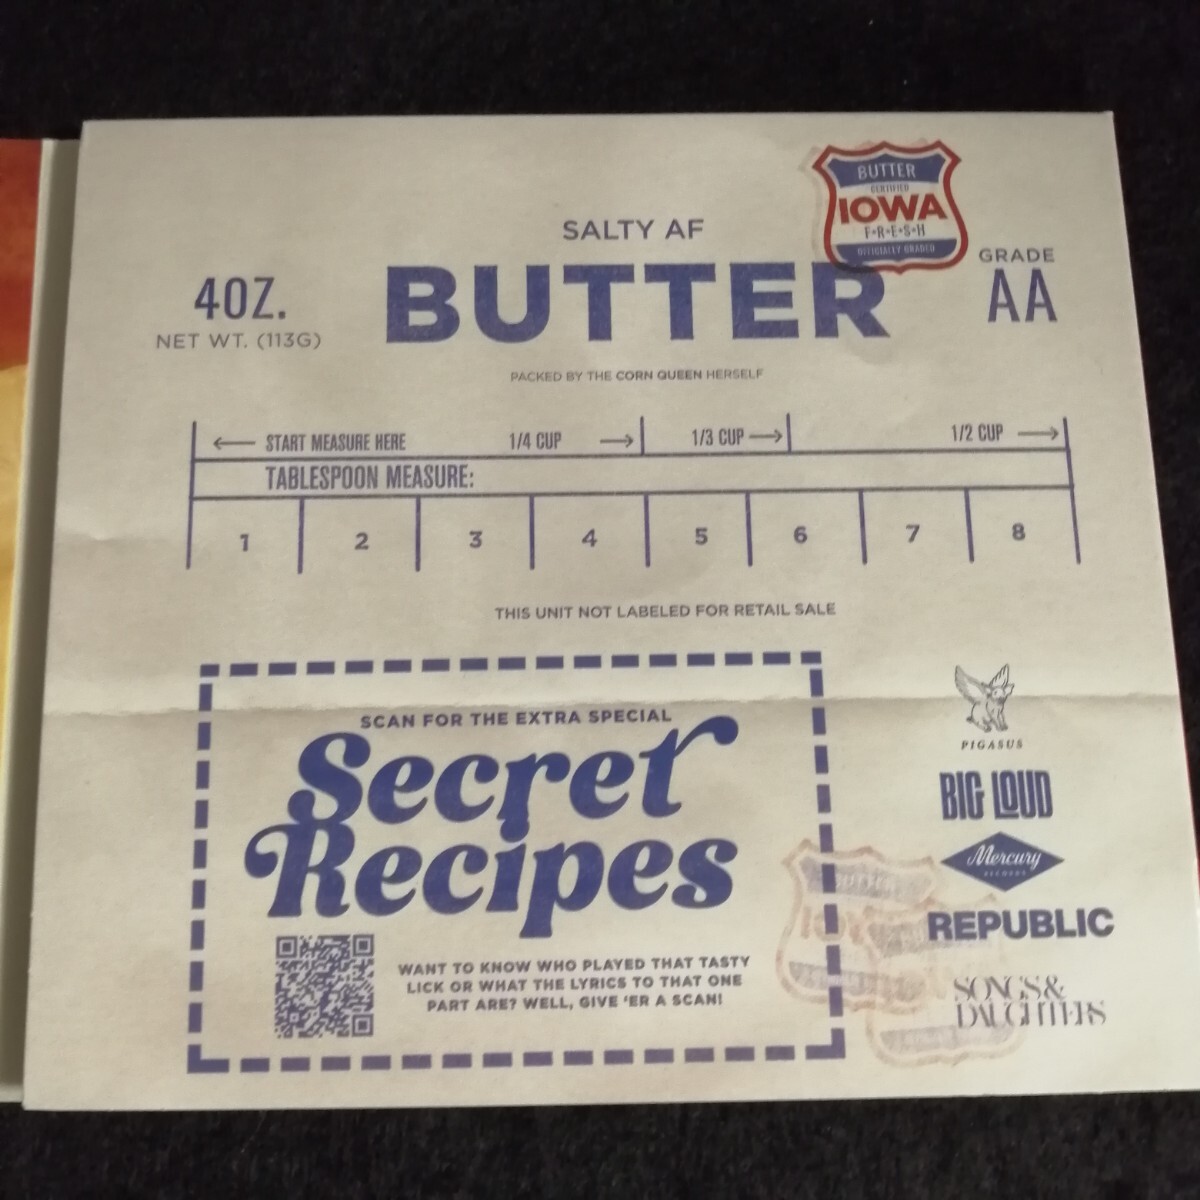 BUTTER
CERTIFIED
IOWA
F•R•E•S•H
OFFICIALLY GRADED
SALTY AF
BUTTER
4OZ.
NET WT. (113G)
GRADE
AA
PACKED BY THE CORN QUEEN HERSELF
START MEASURE HERE 1/4 CUP 1/3 CUP 1/2 CUP
TABLESPOON MEASURE:
1 2 3 4 5 6 7 8
THIS UNIT NOT LABELED FOR RETAIL SALE
SCAN FOR THE EXTRA SPECIAL
Secret
Recipes
WANT TO KNOW WHO PLAYED THAT TASTY
LICK OR WHAT THE LYRICS TO THAT ONE
PART ARE? WELL, GIVE 'ER A SCAN!
PIGASUS
BIG LOUD
Mercury
RECORDS
REPUBLIC
SONGS &
DAUGHTERS
IOWA